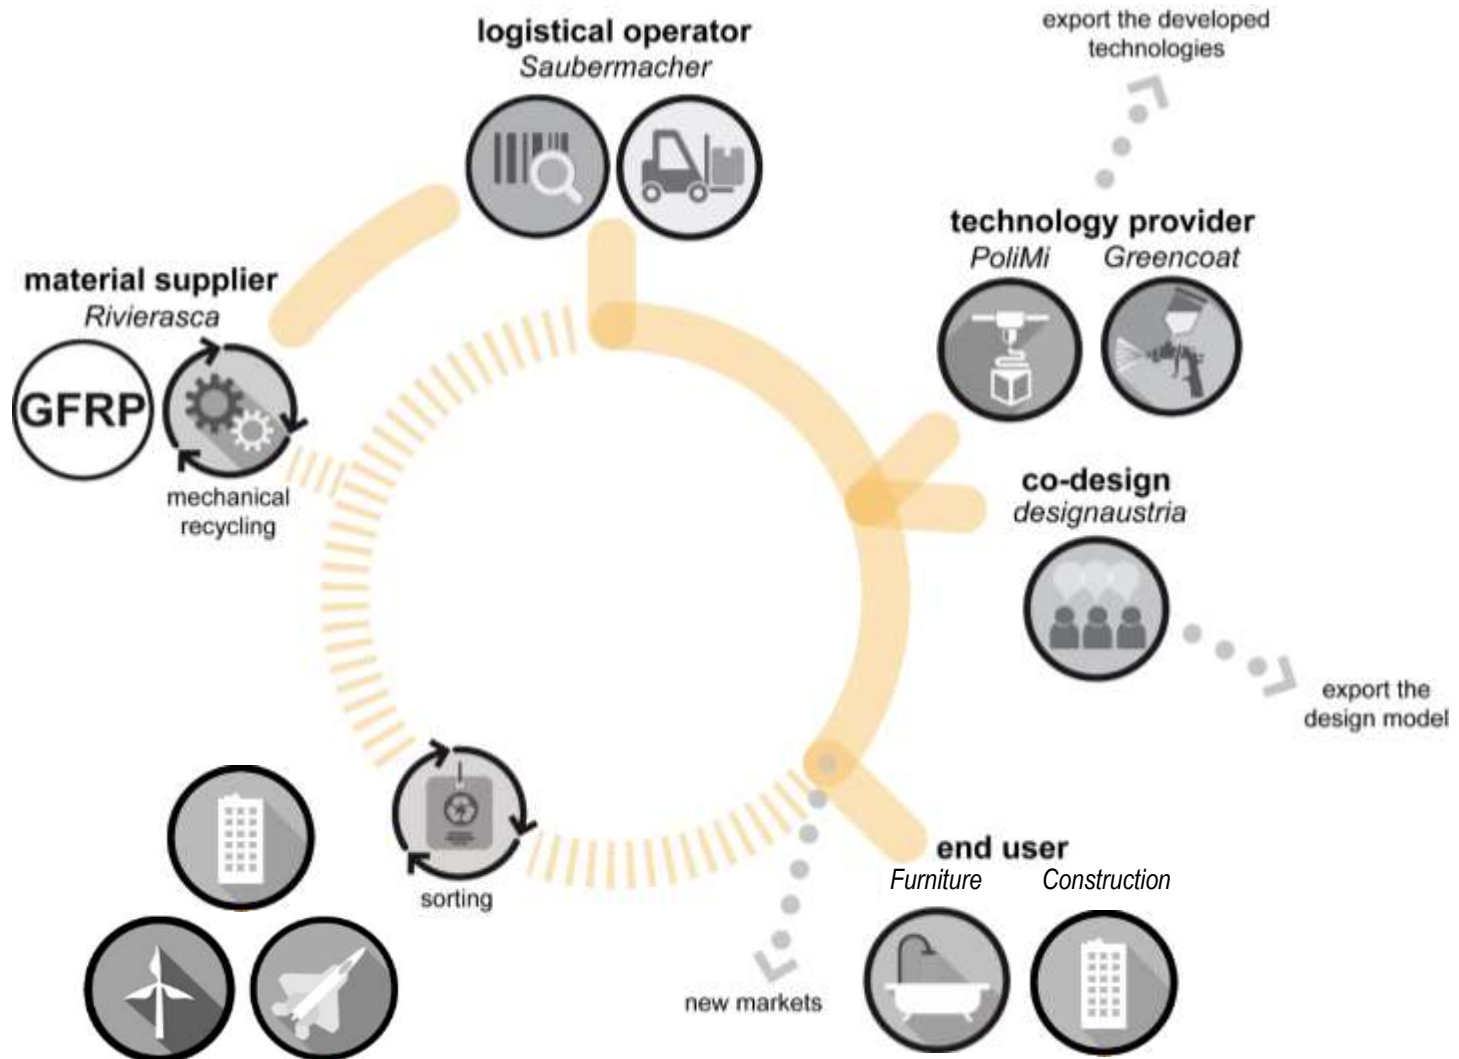 export the developed
technologies
logistical operator
Saubermacher
technology provider
PoliMi Greencoat
material supplier
Rivierasca
GFRP
mechanical
recycling
co-design
designaustria
export the
design model
sorting
end user
Furniture Construction
new markets